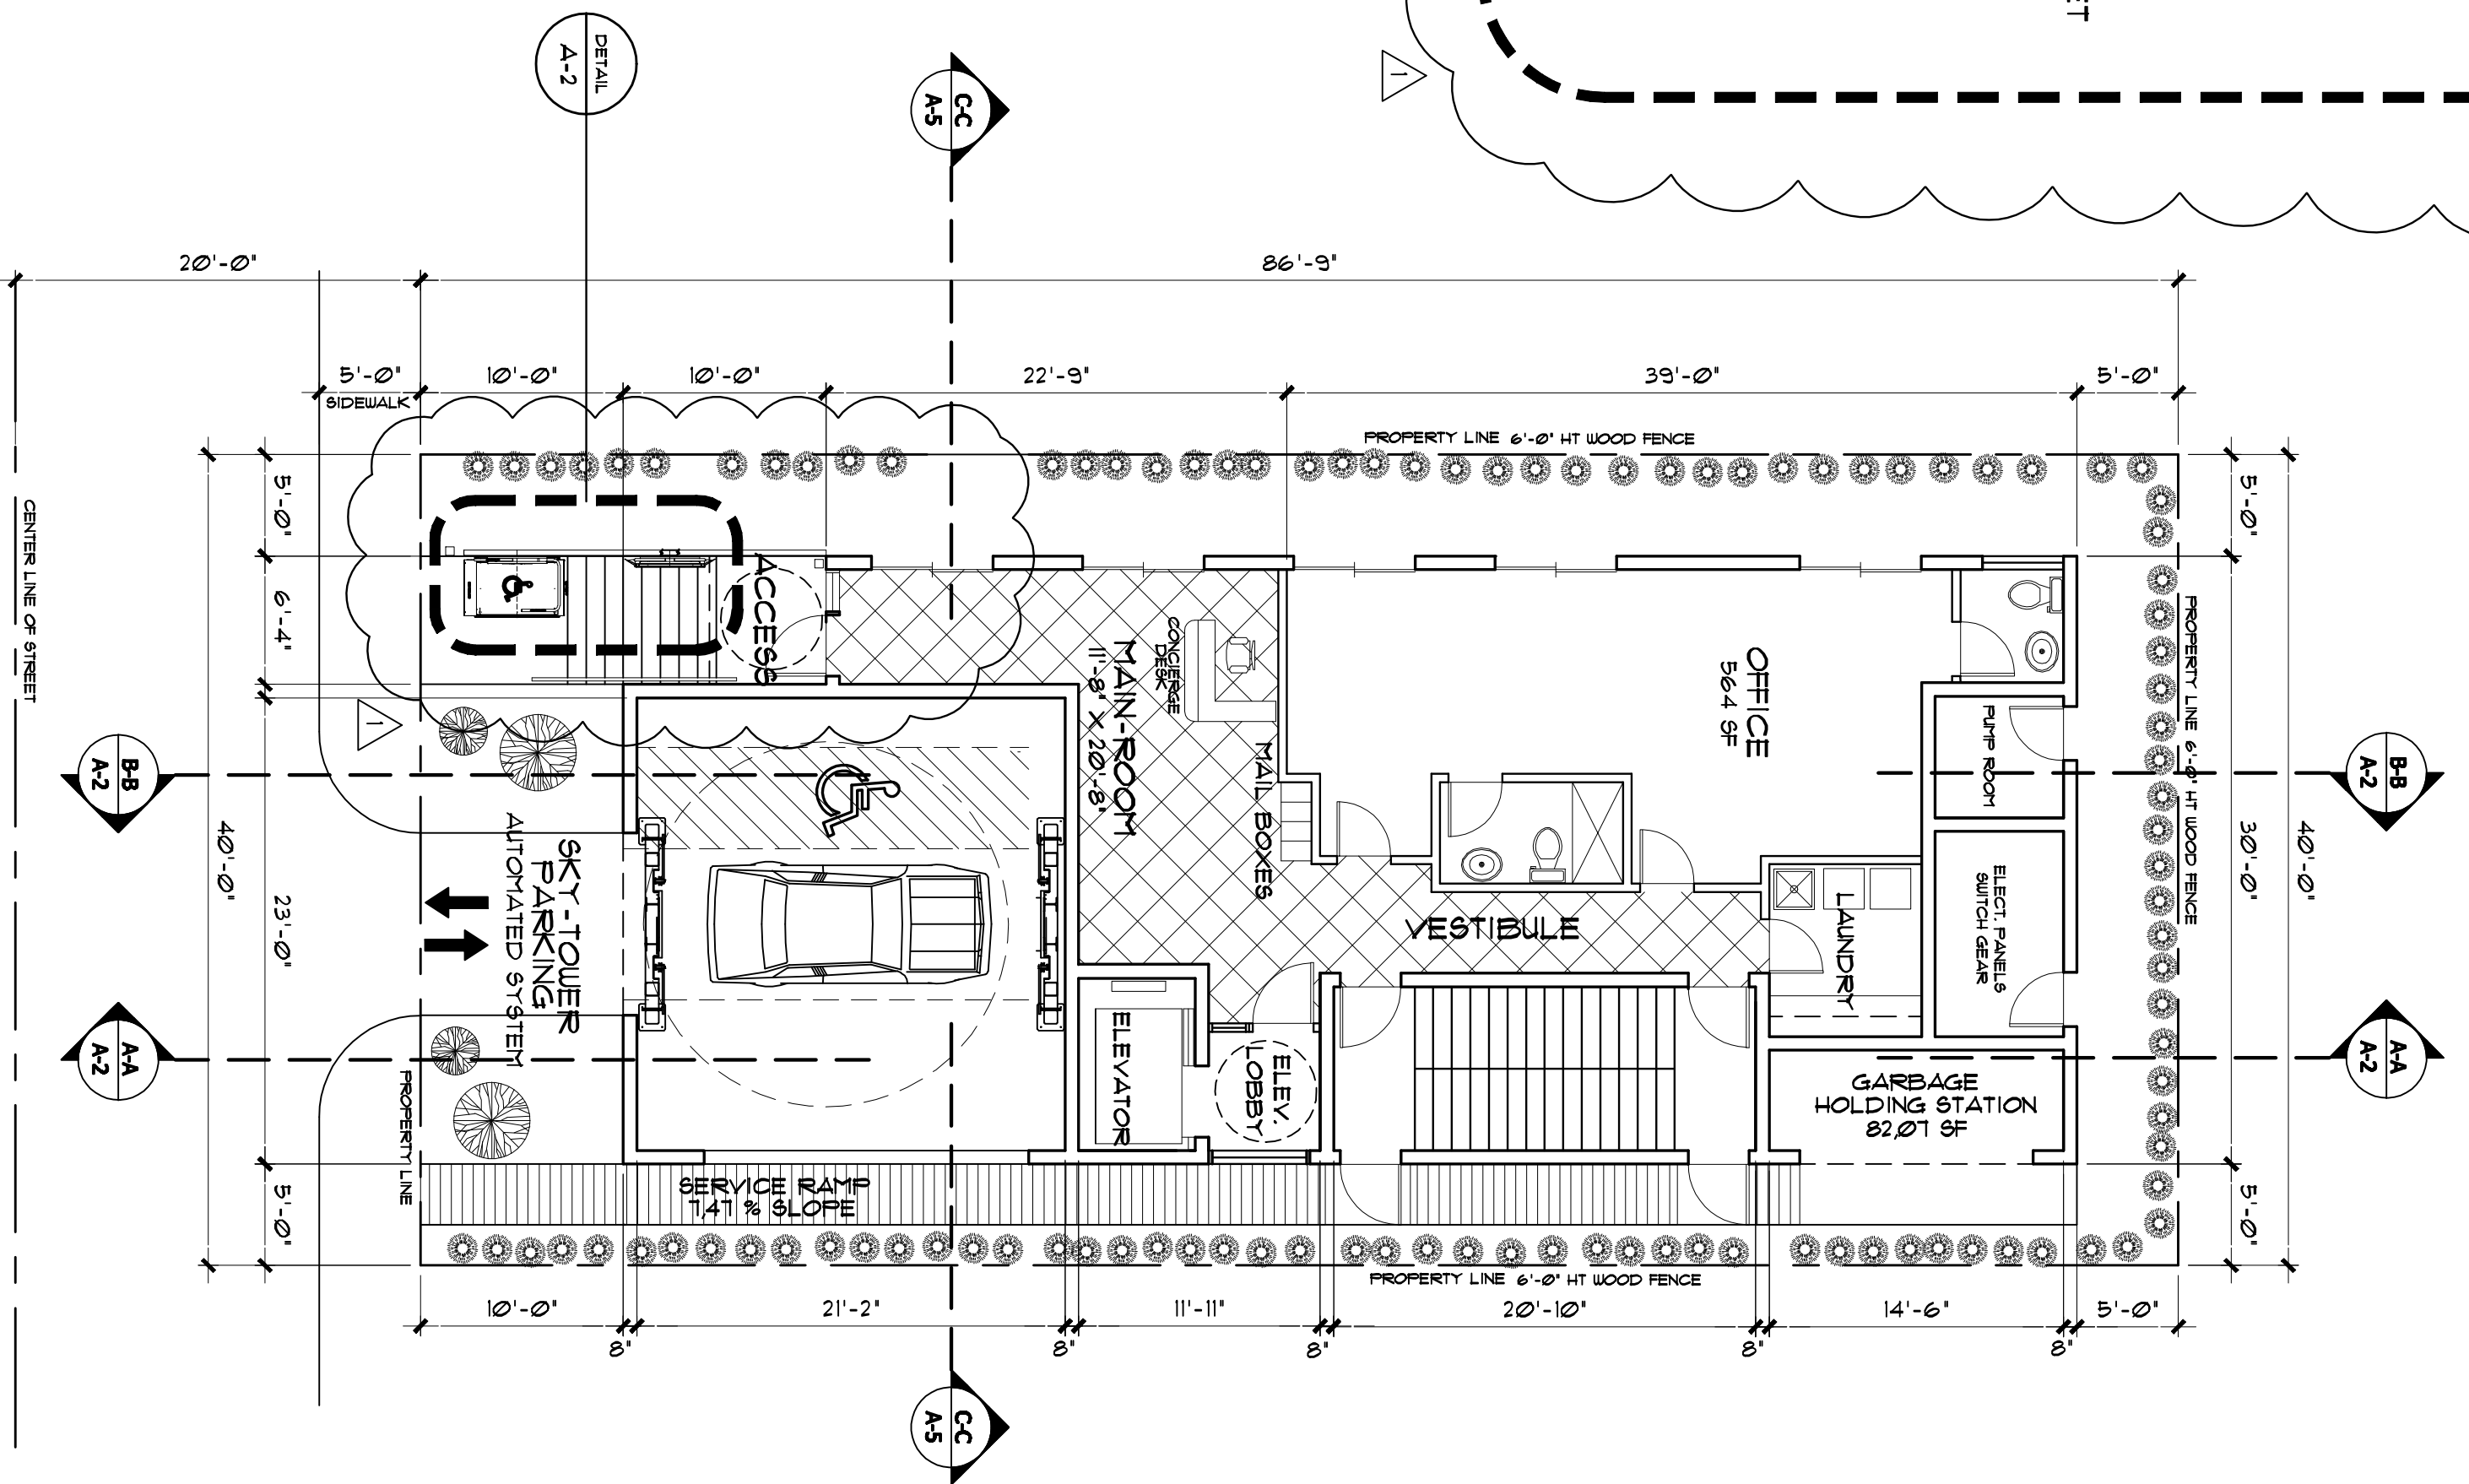 ET
DETAIL
A-2
1
C-C
A-5
20'-0"
86'-9"
5'-0"
10'-0"
10'-0"
22'-9"
39'-0"
5'-0"
SIDEWALK
PROPERTY LINE 6'-0" HT WOOD FENCE
5'-0"
6'-4"
23'-0"
5'-0"
40'-0"
CENTER LINE OF STREET
ACCESS
MAIN-ROOM
11'-8" X 20'-8"
CONCIERGE
DESK
MAIL BOXES
OFFICE
564 SF
PUMP ROOM
ELECT. PANELS
SWITCH GEAR
LAUNDRY
VESTIBULE
ELEVATOR
ELEV.
LOBBY
GARBAGE
HOLDING STATION
82,07 SF
SKY-TOWER
PARKING
AUTOMATED SYSTEM
1
B-B
A-2
A-A
A-2
PROPERTY LINE
SERVICE RAMP
7,47 % SLOPE
PROPERTY LINE 6'-0" HT WOOD FENCE
5'-0"
30'-0"
5'-0"
40'-0"
B-B
A-2
A-A
A-2
PROPERTY LINE 6'-0" HT WOOD FENCE
10'-0"
21'-2"
11'-11"
20'-10"
14'-6"
5'-0"
8"
8"
8"
8"
8"
C-C
A-5